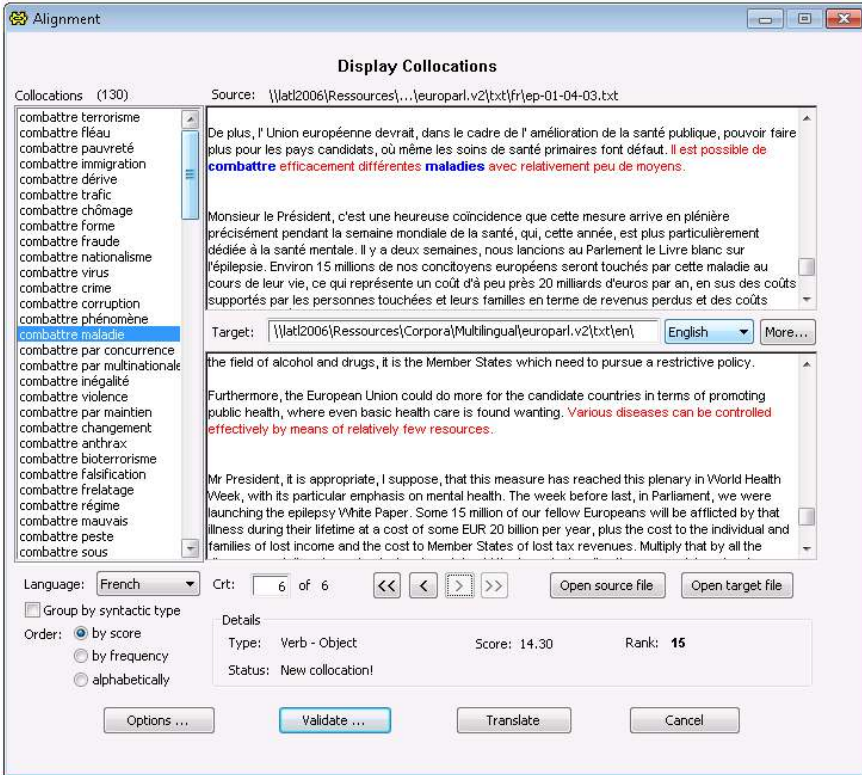 Alignment
Display Collocations
Collocations (130)
Source: \\latl2006\Ressources\...\europarl.v2\txt\fr\ep-01-04-03.txt
combattre terrorisme
combattre fléau
combattre pauvreté
combattre immigration
combattre dérive
combattre trafic
combattre chômage
combattre forme
combattre fraude
combattre nationalisme
combattre virus
combattre crime
combattre corruption
combattre phénomène
combattre maladie
combattre par concurrence
combattre par multinationale
combattre inégalité
combattre violence
combattre par maintien
combattre changement
combattre anthrax
combattre bioterrorisme
combattre falsification
combattre frelatage
combattre régime
combattre mauvais
combattre peste
combattre sous
De plus, l' Union européenne devrait, dans le cadre de l' amélioration de la santé publique, pouvoir faire
plus pour les pays candidats, où même les soins de santé primaires font défaut. Il est possible de
combattre efficacement différentes maladies avec relativement peu de moyens.
Monsieur le Président, c'est une heureuse coïncidence que cette mesure arrive en plénière
précisément pendant la semaine mondiale de la santé, qui, cette année, est plus particulièrement
dédiée à la santé mentale. Il y a deux semaines, nous lancions au Parlement le Livre blanc sur
l'épilepsie. Environ 15 millions de nos concitoyens européens seront touchés par cette maladie au
cours de leur vie, ce qui représente un coût d'à peu près 20 milliards d'euros par an, en sus des coûts
supportés par les personnes touchées et leurs familles en terme de revenus perdus et des coûts
Target: \\latl2006\Ressources\Corpora\Multilingual\europarl.v2\txt\en\ English More...
the field of alcohol and drugs, it is the Member States which need to pursue a restrictive policy.
Furthermore, the European Union could do more for the candidate countries in terms of promoting
public health, where even basic health care is found wanting. Various diseases can be controlled
effectively by means of relatively few resources.
Mr President, it is appropriate, I suppose, that this measure has reached this plenary in World Health
Week, with its particular emphasis on mental health. The week before last, in Parliament, we were
launching the epilepsy White Paper. Some 15 million of our fellow Europeans will be afflicted by that
illness during their lifetime at a cost of some EUR 20 billion per year, plus the cost to the individual and
families of lost income and the cost to Member States of lost tax revenues. Multiply that by all the
Language: French Crt: 6 of 6 << < > >> Open source file Open target file
Group by syntactic type
Order: by score
by frequency
alphabetically
Details
Type: Verb - Object Score: 14.30 Rank: 15
Status: New collocation!
Options ... Validate ... Translate Cancel